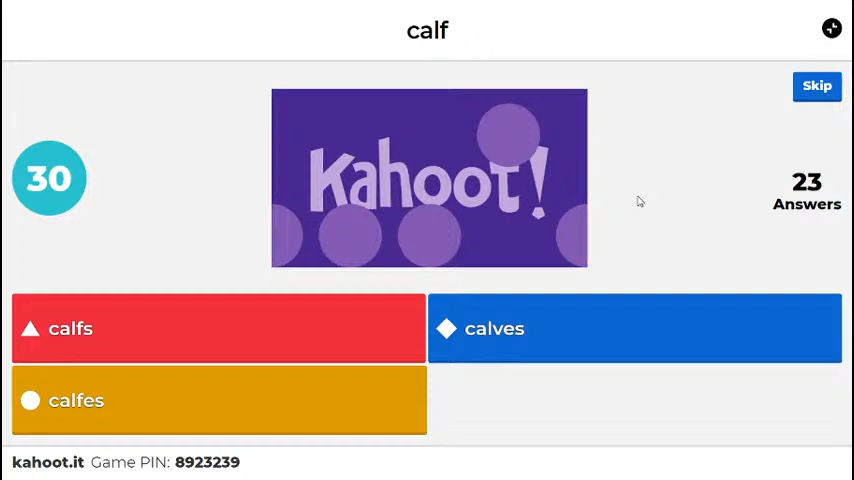 calf
Skip
30
Kahoot!
23
Answers
calfs
calves
calfes
kahoot.it Game PIN: 8923239